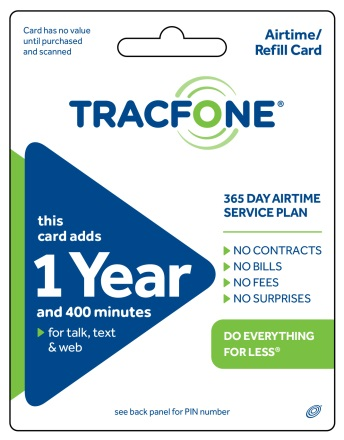 Card has no value
until purchased
and scanned
Airtime/
Refill Card
TRACFONE®
365 DAY AIRTIME
SERVICE PLAN
this
card adds
1 Year
and 400 minutes
for talk, text
& web
NO CONTRACTS
NO BILLS
NO FEES
NO SURPRISES
DO EVERYTHING
FOR LESS®
see back panel for PIN number